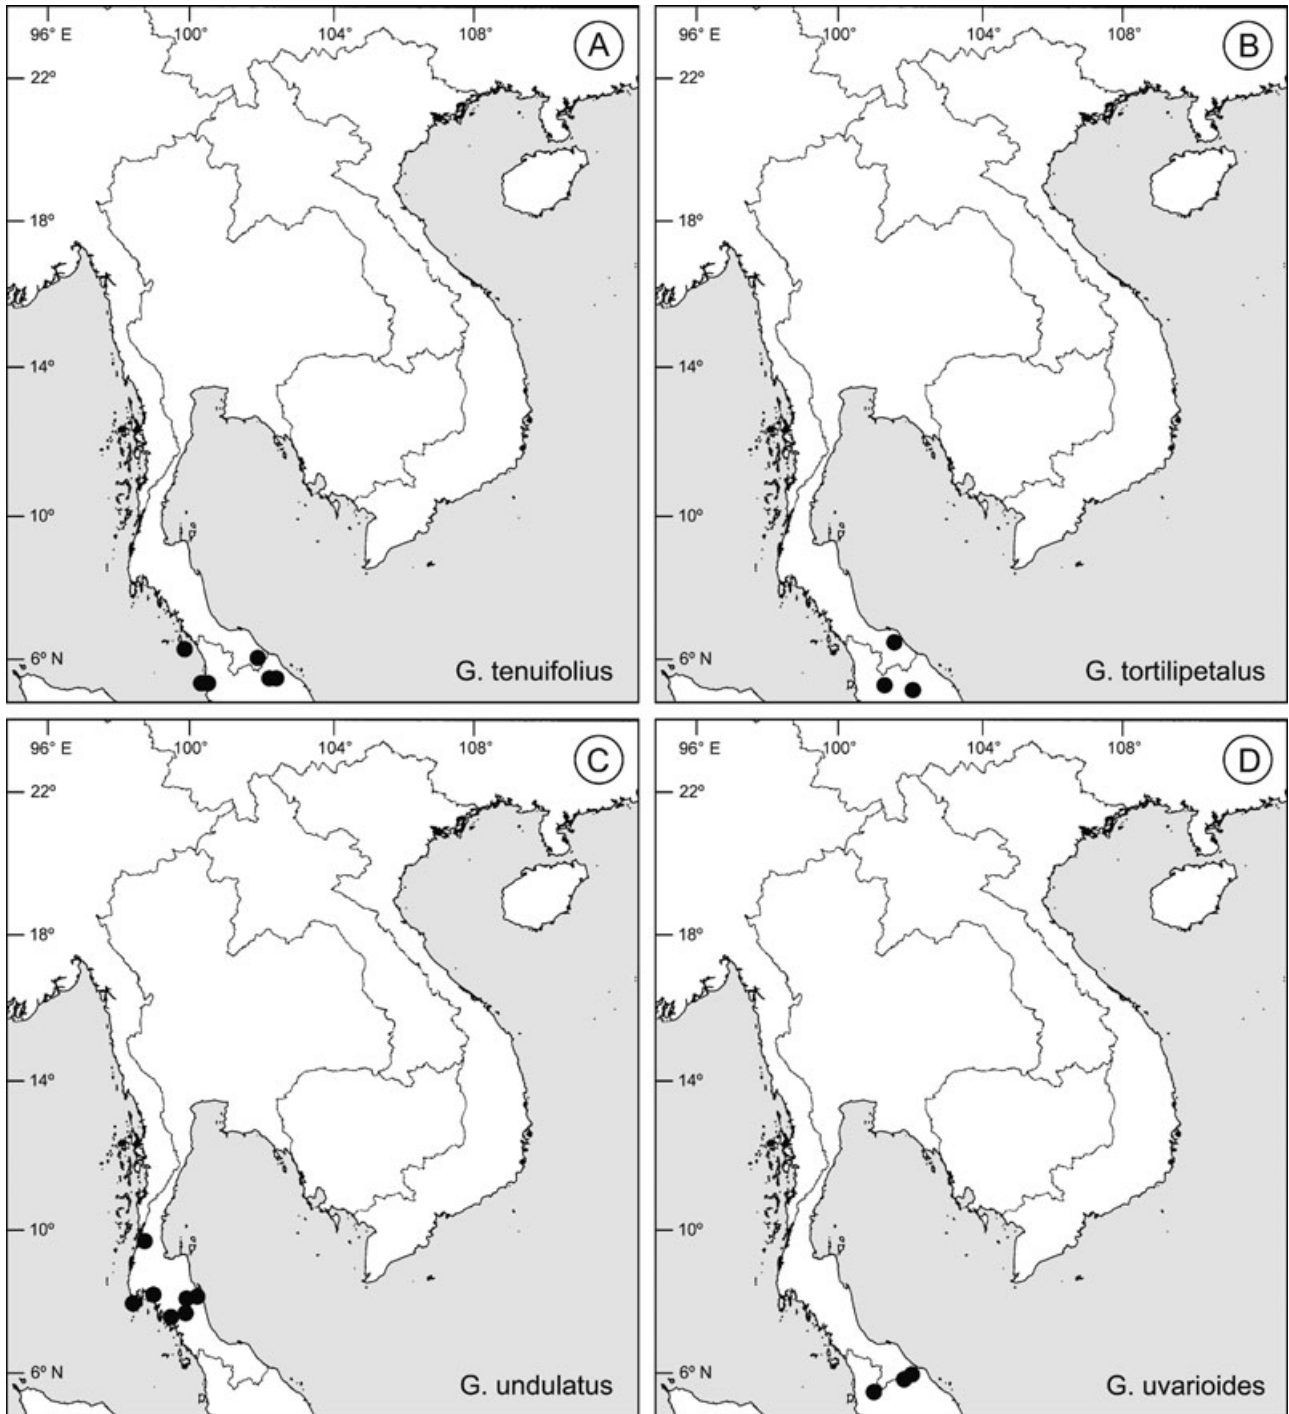 96° E 100° 104° 108° A
22°
18°
14°
10°
6° N
G. tenuifolius
96° E 100° 104° 108° B
22°
18°
14°
10°
6° N
G. tortilipetalus
96° E 100° 104° 108° C
22°
18°
14°
10°
6° N
G. undulatus
96° E 100° 104° 108° D
22°
18°
14°
10°
6° N
G. uvarioides